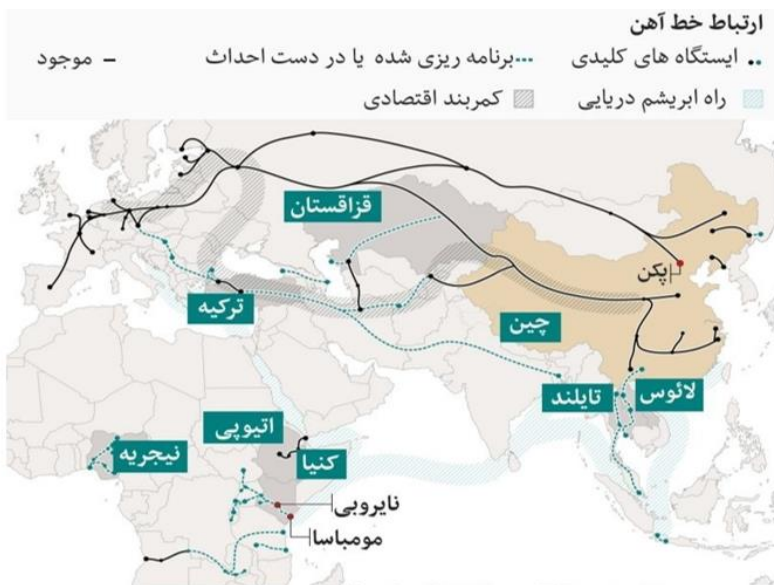 ارتباط خط آهن
ایستگاه های کلیدی
برنامه ریزی شده یا در دست احداث
موجود
راه ابریشم دریایی
کمربند اقتصادی
قزاقستان
پکن
ترکیه
چین
لائوس
تایلند
اتیوپی
نیجریه
کنیا
نایروبی
مومباسا